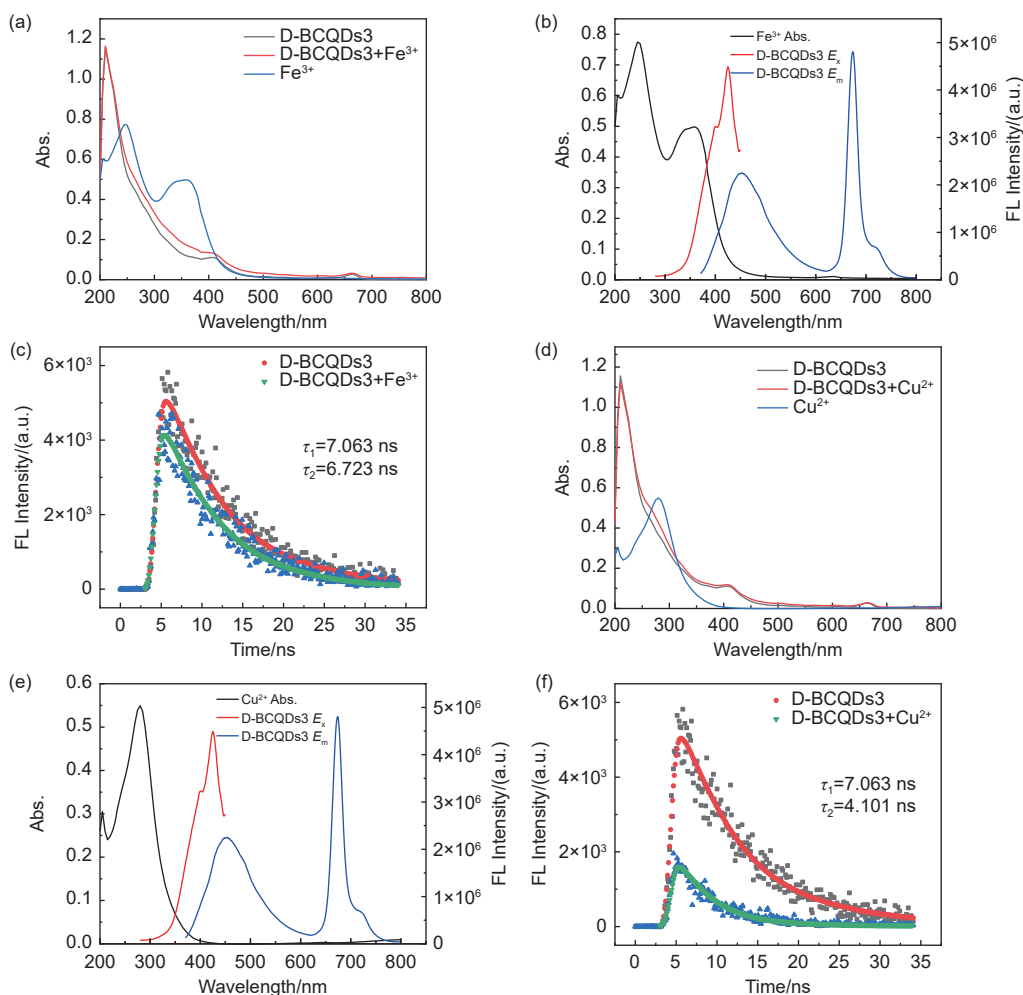 (a)
D-BCQDs3
D-BCQDs3+Fe³⁺
Fe³⁺
1.2
1.0
0.8
0.6
0.4
0.2
0.0
Abs.
200 300 400 500 600 700 800
Wavelength/nm
(b)
Fe³⁺ Abs.
D-BCQDs3 Eₓ
D-BCQDs3 Eₘ
0.8
0.7
0.6
0.5
0.4
0.3
0.2
0.1
0
Abs.
5×10⁶
4×10⁶
3×10⁶
2×10⁶
1×10⁶
0
FL Intensity/(a.u.)
200 300 400 500 600 700 800
Wavelength/nm
(c)
D-BCQDs3
D-BCQDs3+Fe³⁺
τ₁=7.063 ns
τ₂=6.723 ns
6×10³
4×10³
2×10³
0
FL Intensity/(a.u.)
0 5 10 15 20 25 30 35
Time/ns
(d)
D-BCQDs3
D-BCQDs3+Cu²⁺
Cu²⁺
1.2
1.0
0.8
0.6
0.4
0.2
0.0
Abs.
200 300 400 500 600 700 800
Wavelength/nm
(e)
Cu²⁺ Abs.
D-BCQDs3 Eₓ
D-BCQDs3 Eₘ
0.6
0.5
0.4
0.3
0.2
0.1
0.0
Abs.
5×10⁶
4×10⁶
3×10⁶
2×10⁶
1×10⁶
0
FL Intensity/(a.u.)
200 300 400 500 600 700 800
Wavelength/nm
(f)
D-BCQDs3
D-BCQDs3+Cu²⁺
τ₁=7.063 ns
τ₂=4.101 ns
6×10³
4×10³
2×10³
0
FL Intensity/(a.u.)
0 5 10 15 20 25 30 35
Time/ns